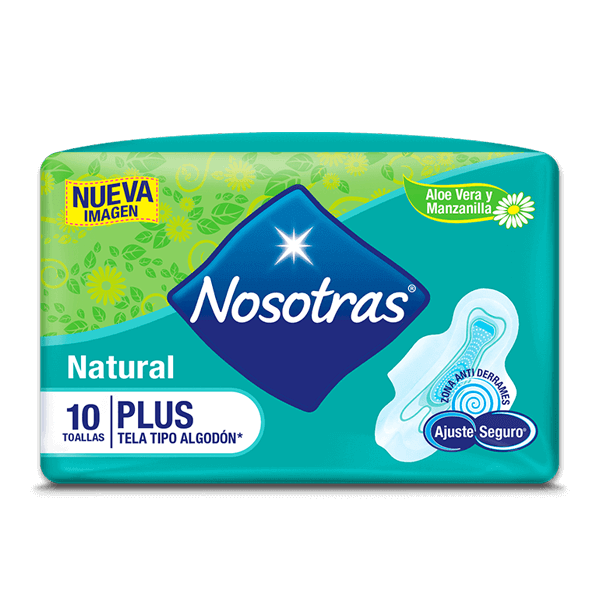 NUEVA
IMAGEN
Aloe Vera y
Manzanilla
Nosotras®
Natural
10
TOALLAS
PLUS
TELA TIPO ALGODÓN*
ZONA ANTI DERRAMES
Ajuste Seguro®